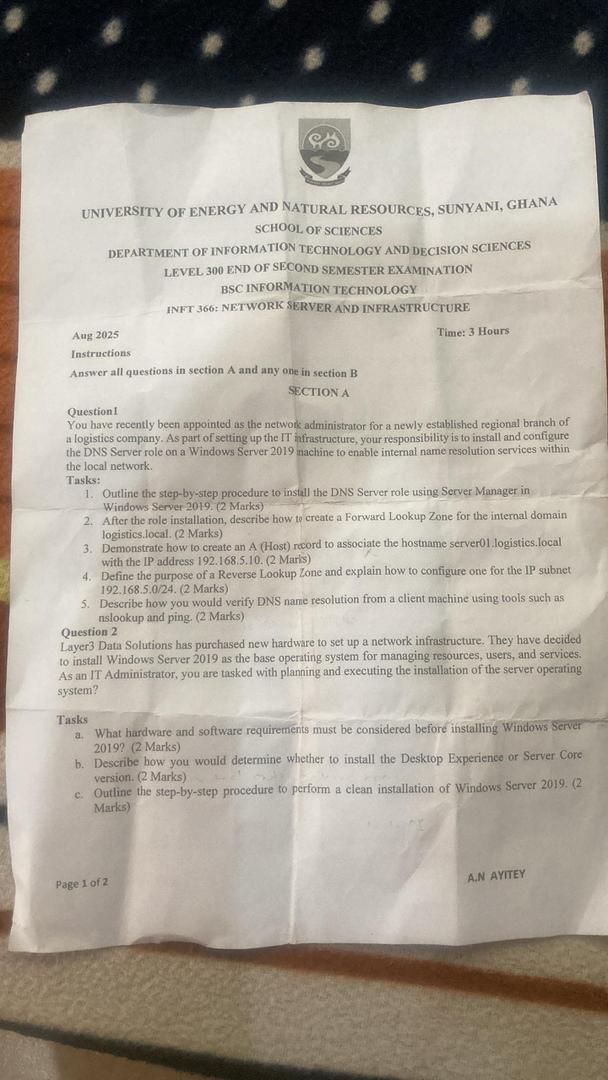 UNIVERSITY OF ENERGY AND NATURAL RESOURCES, SUNYANI, GHANA
SCHOOL OF SCIENCES
DEPARTMENT OF INFORMATION TECHNOLOGY AND DECISION SCIENCES
LEVEL 300 END OF SECOND SEMESTER EXAMINATION
BSC INFORMATION TECHNOLOGY
INFT 366: NETWORK SERVER AND INFRASTRUCTURE
Aug 2025 Time: 3 Hours
Instructions
Answer all questions in section A and any one in section B
SECTION A
Question1
You have recently been appointed as the network administrator for a newly established regional branch of
a logistics company. As part of setting up the IT infrastructure, your responsibility is to install and configure
the DNS Server role on a Windows Server 2019 machine to enable internal name resolution services within
the local network.
Tasks:
1. Outline the step-by-step procedure to install the DNS Server role using Server Manager in
Windows Server 2019. (2 Marks)
2. After the role installation, describe how to create a Forward Lookup Zone for the internal domain
logistics.local. (2 Marks)
3. Demonstrate how to create an A (Host) record to associate the hostname server01.logistics.local
with the IP address 192.168.5.10. (2 Marks)
4. Define the purpose of a Reverse Lookup Zone and explain how to configure one for the IP subnet
192.168.5.0/24. (2 Marks)
5. Describe how you would verify DNS name resolution from a client machine using tools such as
nslookup and ping. (2 Marks)
Question 2
Layer3 Data Solutions has purchased new hardware to set up a network infrastructure. They have decided
to install Windows Server 2019 as the base operating system for managing resources, users, and services.
As an IT Administrator, you are tasked with planning and executing the installation of the server operating
system?
Tasks
a. What hardware and software requirements must be considered before installing Windows Server
2019? (2 Marks)
b. Describe how you would determine whether to install the Desktop Experience or Server Core
version. (2 Marks)
c. Outline the step-by-step procedure to perform a clean installation of Windows Server 2019. (2
Marks)
Page 1 of 2 A.N AYITEY